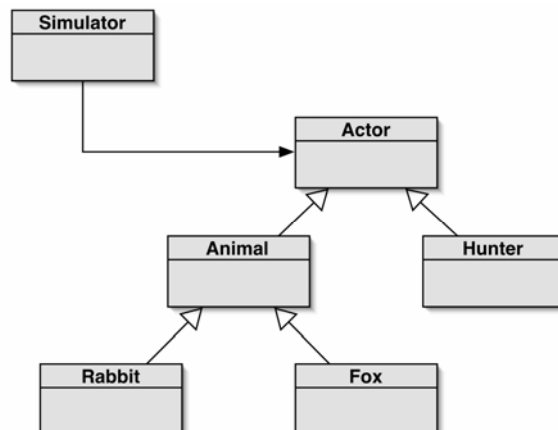 Simulator
Actor
Animal
Hunter
Rabbit
Fox